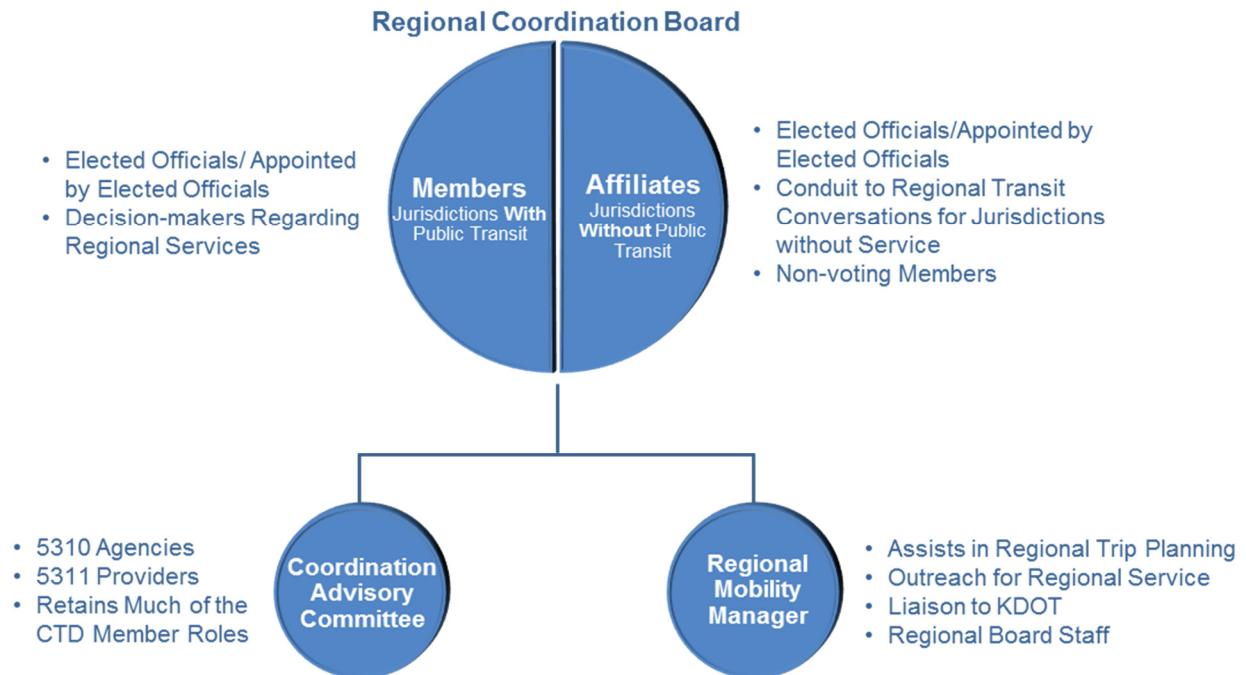 Regional Coordination Board
• Elected Officials/ Appointed
by Elected Officials
• Decision-makers Regarding
Regional Services
Members
Jurisdictions With
Public Transit
Affiliates
Jurisdictions
Without Public
Transit
• Elected Officials/Appointed by
Elected Officials
• Conduit to Regional Transit
Conversations for Jurisdictions
without Service
• Non-voting Members
• 5310 Agencies
• 5311 Providers
• Retains Much of the
CTD Member Roles
Coordination
Advisory
Committee
Regional
Mobility
Manager
• Assists in Regional Trip Planning
• Outreach for Regional Service
• Liaison to KDOT
• Regional Board Staff